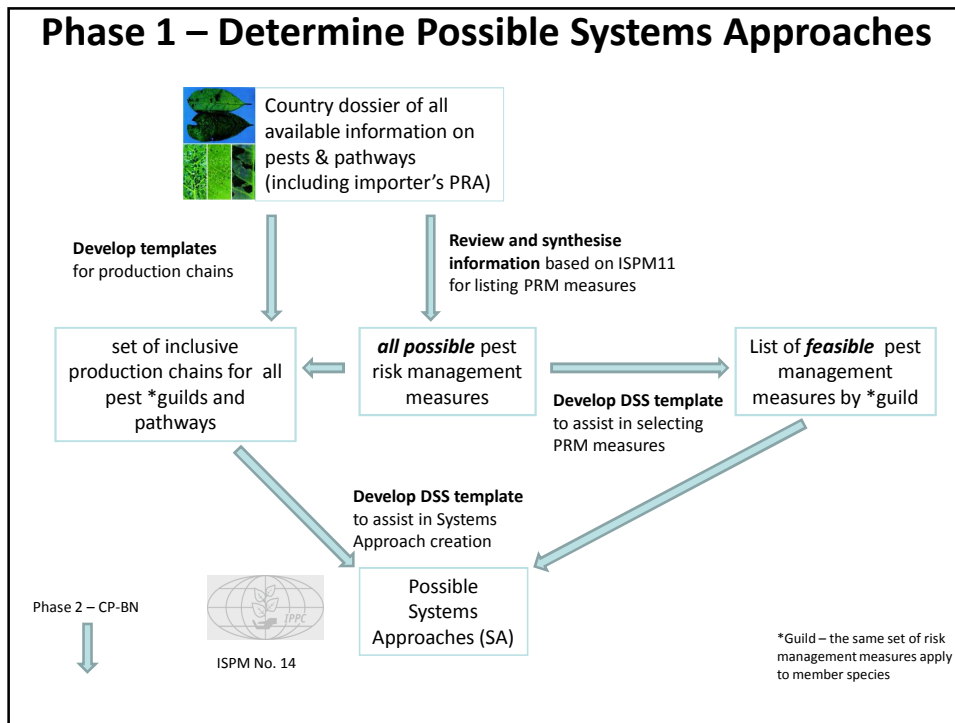 Phase 1 – Determine Possible Systems Approaches
Country dossier of all
available information on
pests & pathways
(including importer's PRA)
Develop templates
for production chains
Review and synthesise
information based on ISPM11
for listing PRM measures
set of inclusive
production chains for all
pest *guilds and
pathways
all possible pest
risk management
measures
List of feasible pest
management
measures by *guild
Develop DSS template
to assist in selecting
PRM measures
Develop DSS template
to assist in Systems
Approach creation
Possible
Systems
Approaches (SA)
Phase 2 – CP-BN
IPPC
ISPM No. 14
*Guild – the same set of risk
management measures apply
to member species